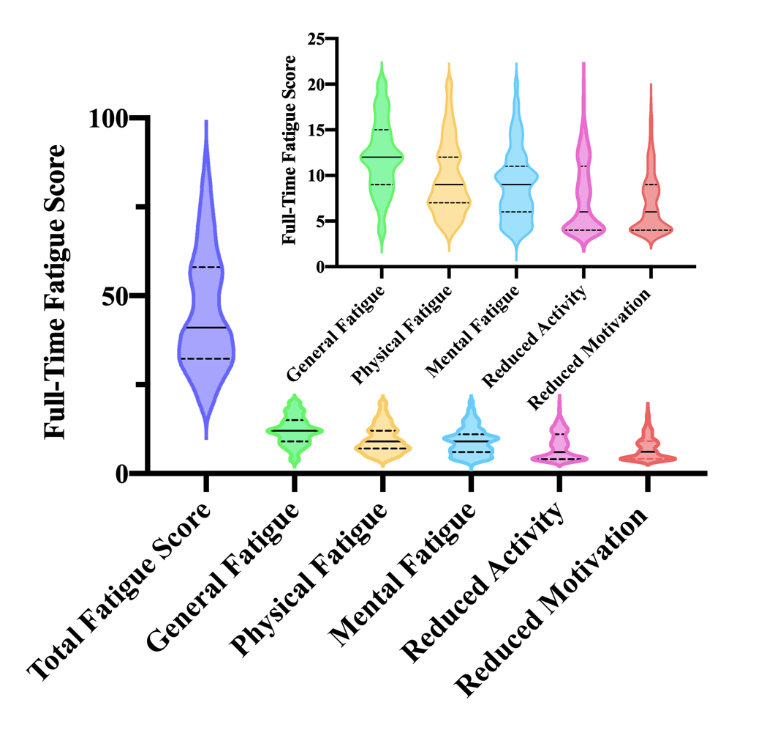 25
20
15
10
5
0
Full-Time Fatigue Score
General Fatigue
Physical Fatigue
Mental Fatigue
Reduced Activity
Reduced Motivation
100
50
0
Full-Time Fatigue Score
Total Fatigue Score
General Fatigue
Physical Fatigue
Mental Fatigue
Reduced Activity
Reduced Motivation